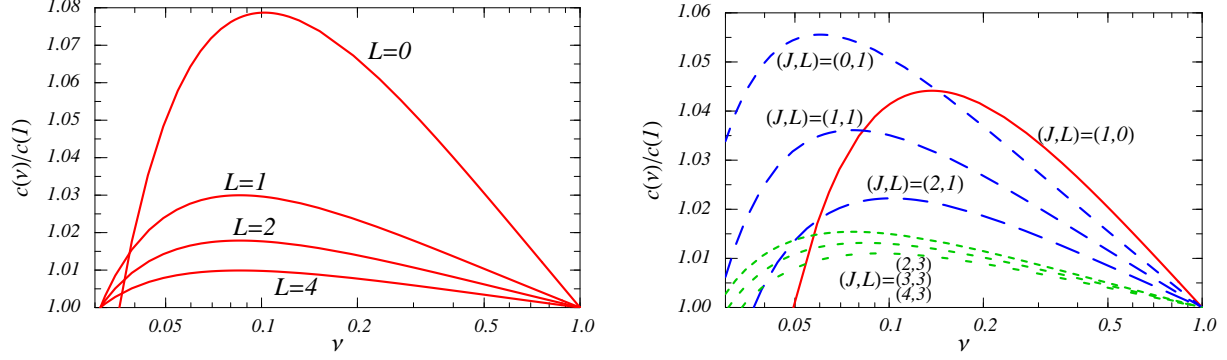 1.08
1.07
1.06
1.05
1.04
1.03
1.02
1.01
1.00
c(ν)/c(1)
L=0
L=1
L=2
L=4
0.05
0.1
0.2
0.5
1.0
ν
1.06
1.05
1.04
1.03
1.02
1.01
1.00
c(ν)/c(1)
(J,L)=(0,1)
(J,L)=(1,1)
(J,L)=(1,0)
(J,L)=(2,1)
(2,3)
(J,L)=(3,3)
(4,3)
0.05
0.1
0.2
0.5
1.0
ν